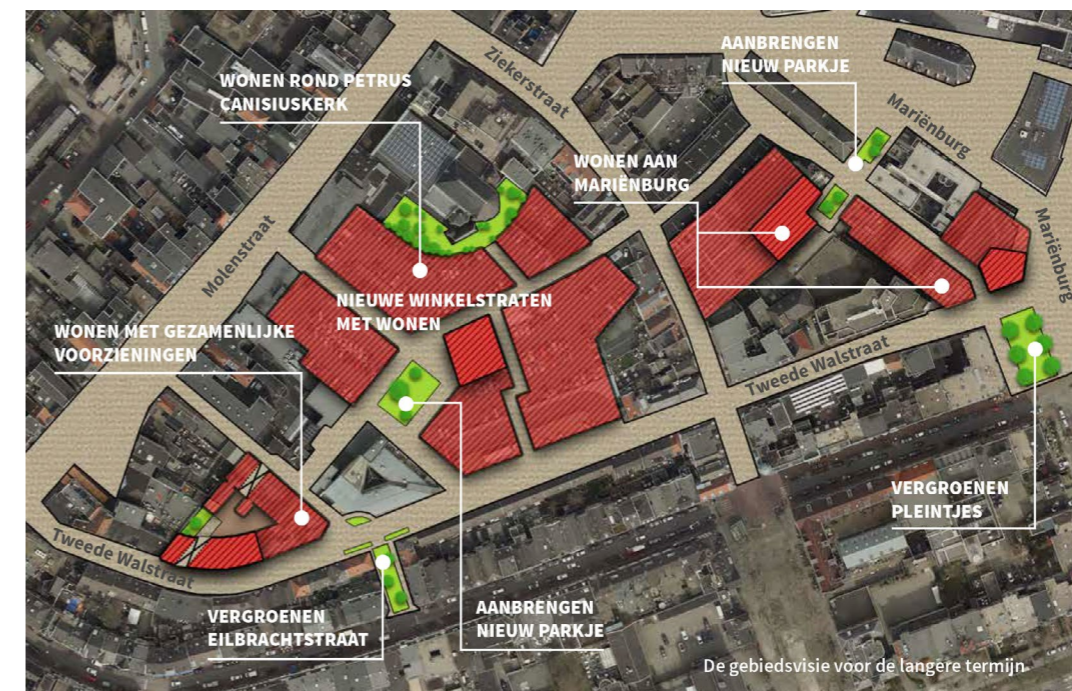 AANBRENGEN
NIEUW PARKJE
Ziekerstraat
WONEN ROND PETRUS
CANISIUSKERK
Mariënburg
WONEN AAN
MARIËNBURG
Molenstraat
Mariënburg
NIEUWE WINKELSTRATEN
MET WONEN
WONEN MET GEZAMENLIJKE
VOORZIENINGEN
Tweede Walstraat
VERGROENEN
PLEINTJES
Tweede Walstraat
VERGROENEN
EILBRACHTSTRAAT
AANBRENGEN
NIEUW PARKJE
De gebiedsvisie voor de langere termijn